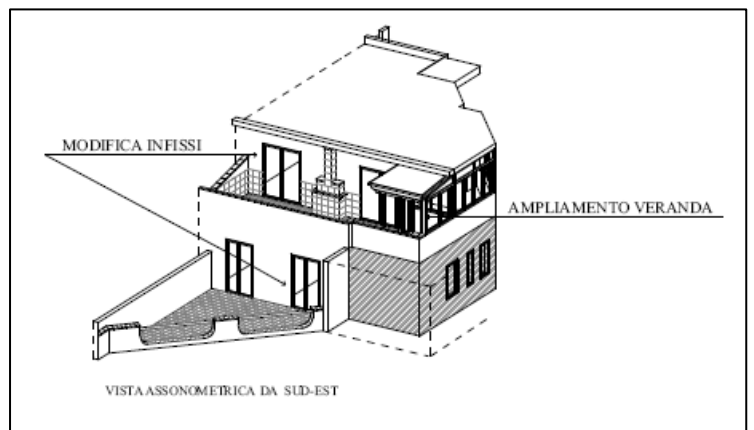 MODIFICA INFISSI
AMPLIAMENTO VERANDA
VISTA ASSONOMETRICA DA SUD-EST